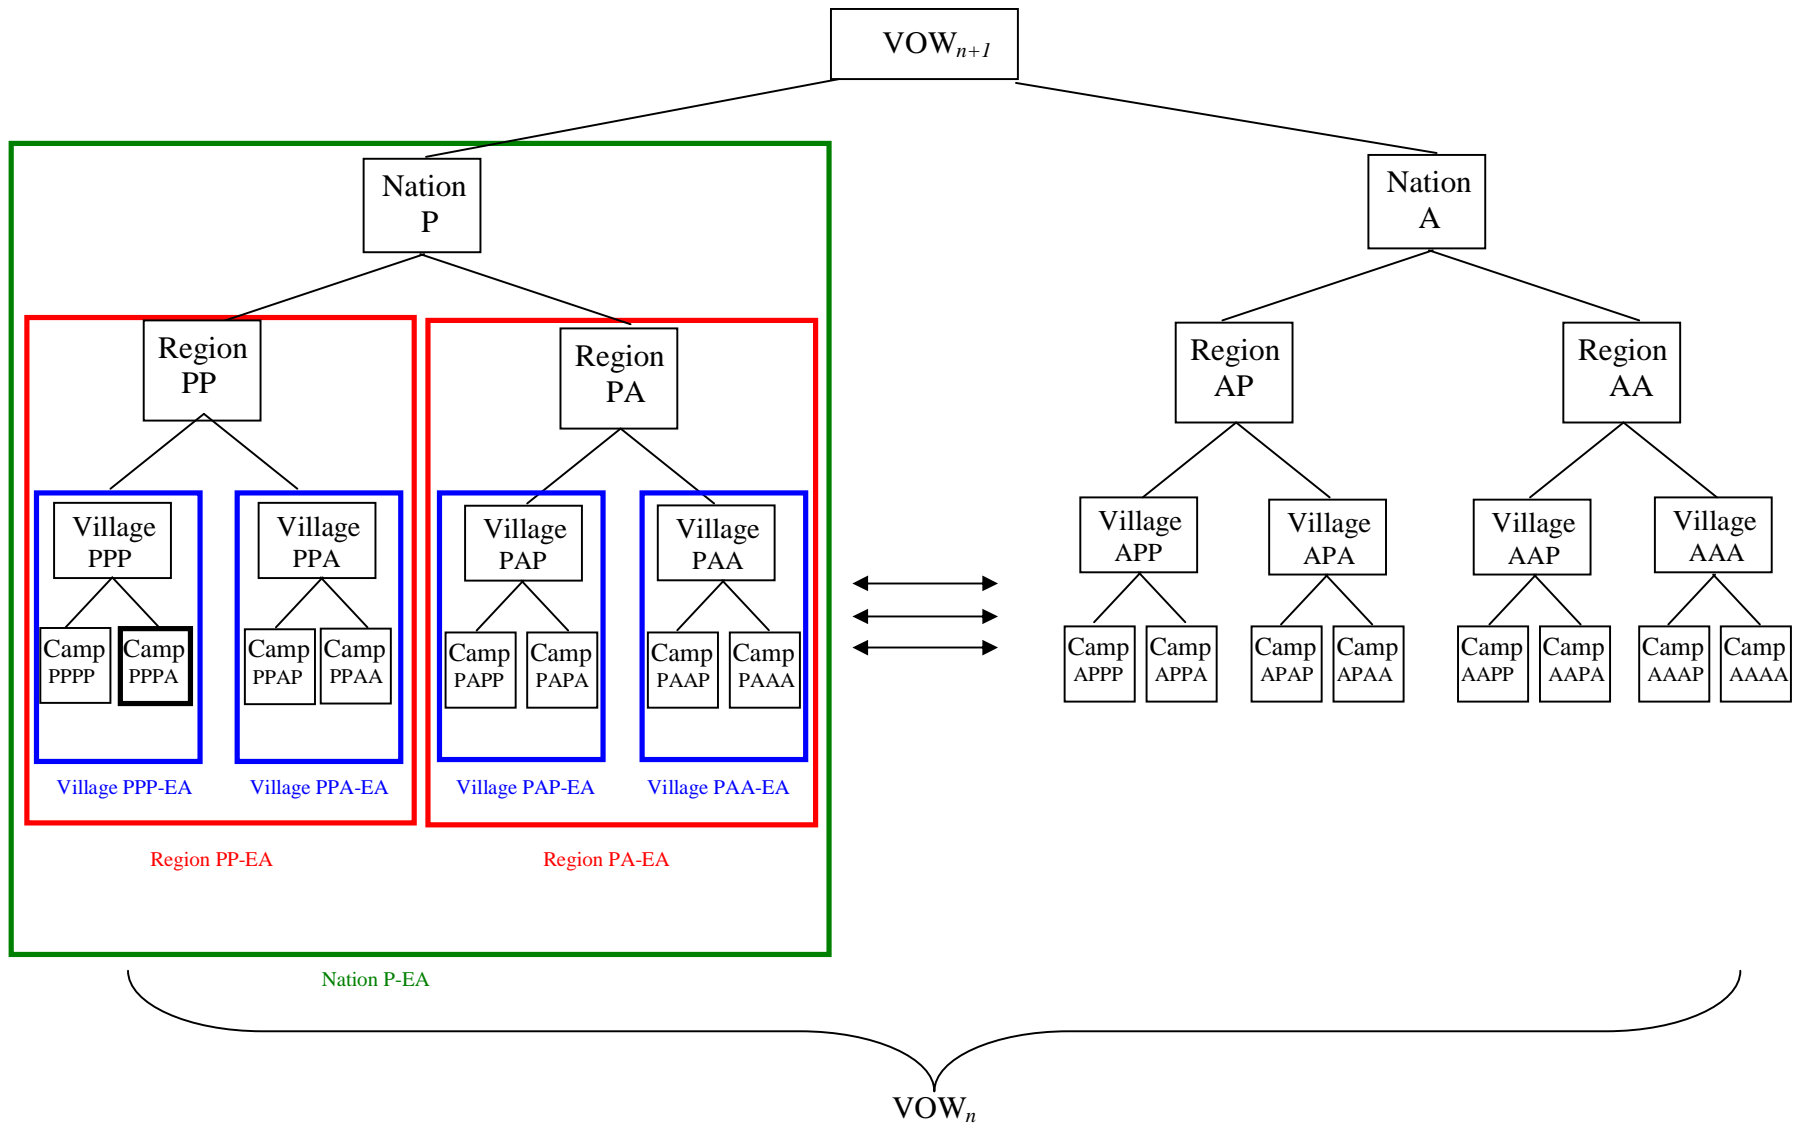 VOWn+1
Nation
P
Nation
A
Region
PP
Region
PA
Region
AP
Region
AA
Village
PPP
Village
PPA
Village
PAP
Village
PAA
Village
APP
Village
APA
Village
AAP
Village
AAA
Camp
PPPP
Camp
PPPA
Camp
PPAP
Camp
PPAA
Camp
PAPP
Camp
PAPA
Camp
PAAP
Camp
PAAA
Camp
APPP
Camp
APPA
Camp
APAP
Camp
APAA
Camp
AAPP
Camp
AAPA
Camp
AAAP
Camp
AAAA
Village PPP-EA
Village PPA-EA
Village PAP-EA
Village PAA-EA
Region PP-EA
Region PA-EA
Nation P-EA
VOWn